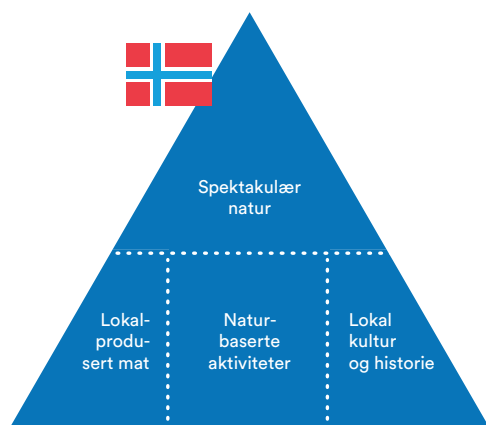 Spektakulær
natur
Lokal-
produ-
sert mat
Natur-
baserte
aktiviteter
Lokal
kultur
og historie